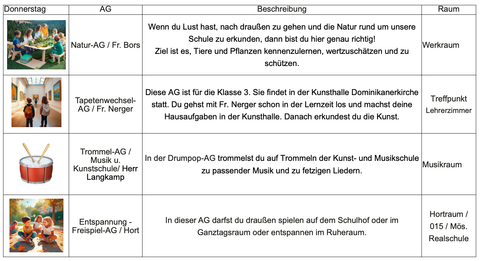 Donnerstag AG Beschreibung Raum
Natur-AG / Fr. Bors
Wenn du Lust hast, nach draußen zu gehen und die Natur rund um unsere
Schule zu erkunden, dann bist du hier genau richtig!
Ziel ist es, Tiere und Pflanzen kennenzulernen, wertzuschätzen und zu
schützen.
Werkraum
Tapetenwechsel-
AG / Fr. Nerger
Diese AG ist für die Klasse 3. Sie findet in der Kunsthalle Dominikanerkirche
statt. Du gehst mit Fr. Nerger schon in der Lernzeit los und machst deine
Hausaufgaben in der Kunsthalle. Danach erkundest du die Kunst.
Treffpunkt
Lehrerzimmer
Trommel-AG /
Musik u.
Kunstschule/ Herr
Langkamp
In der Drumpop-AG trommelst du auf Trommeln der Kunst- und Musikschule
zu passender Musik und zu fetzigen Liedern.
Musikraum
Entspannung -
Freispiel-AG / Hort
In dieser AG darfst du draußen spielen auf dem Schulhof oder im
Ganztagsraum oder entspannen im Ruheraum.
Hortraum /
015 / Mös.
Realschule